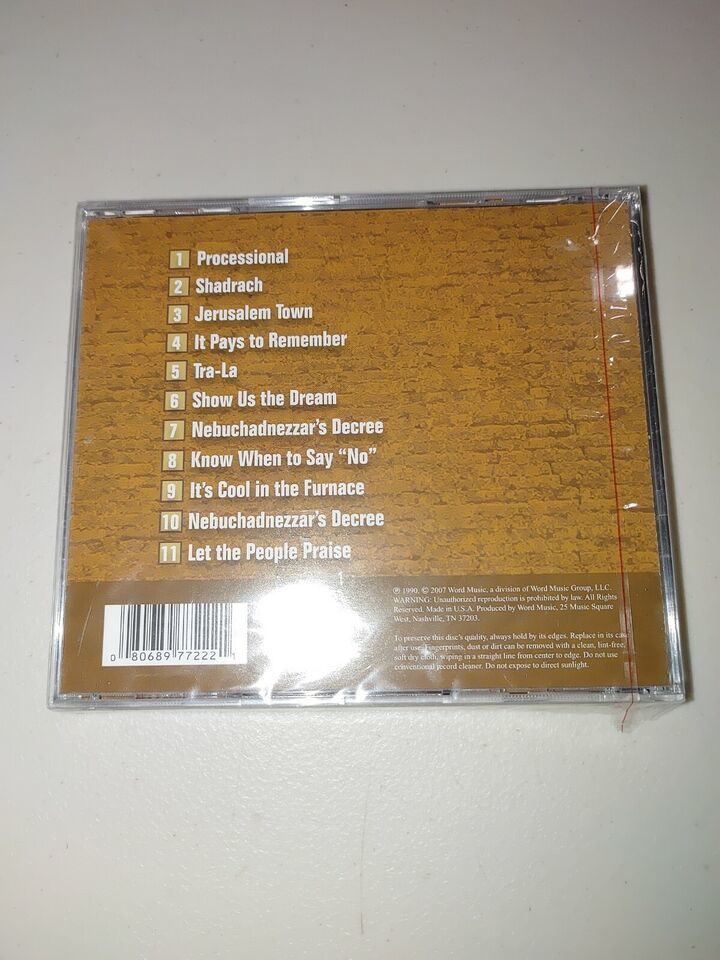 1 Processional
2 Shadrach
3 Jerusalem Town
4 It Pays to Remember
5 Tra-La
6 Show Us the Dream
7 Nebuchadnezzar's Decree
8 Know When to Say “No”
9 It's Cool in the Furnace
10 Nebuchadnezzar's Decree
11 Let the People Praise
℗ 1990, © 2007 Word Music, a division of Word Music Group, LLC.
WARNING: Unauthorized reproduction is prohibited by law. All Rights
Reserved. Made in U.S.A. Produced by Word Music, 25 Music Square
West, Nashville, TN 37203.
To preserve this disc's quality, always hold by its edges. Replace in its case
after use. Fingerprints, dust or dirt can be removed with a clean, lint-free,
soft dry cloth, wiping in a straight line from center to edge. Do not use
conventional record cleaner. Do not expose to direct sunlight.
0 80689 77222 1